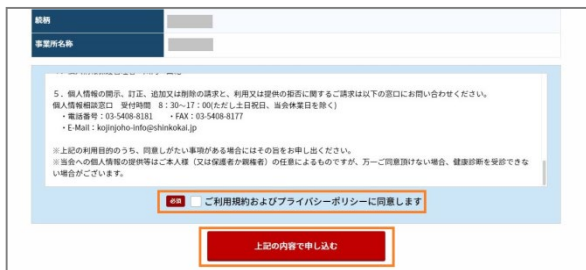 続柄
事業所名称
5．個人情報の開示、訂正、追加又は削除の請求と、利用又は提供の拒否に関するご請求は以下の窓口にお問い合わせください。
個人情報相談窓口　受付時間　8：30～17：00(ただし土日祝日、当会休業日を除く)
・電話番号：03-5408-8181　・FAX：03-5408-8177
・E-Mail：kojinjoho-info@shinkokai.jp
※上記の利用目的のうち、同意しがたい事項がある場合にはその旨をお申し出ください。
※当会への個人情報の提供等はご本人様（又は保護者か親権者）の任意によるものですが、万一ご同意頂けない場合、健康診断を受診できな
い場合がございます。
必須 ご利用規約およびプライバシーポリシーに同意します
上記の内容で申し込む